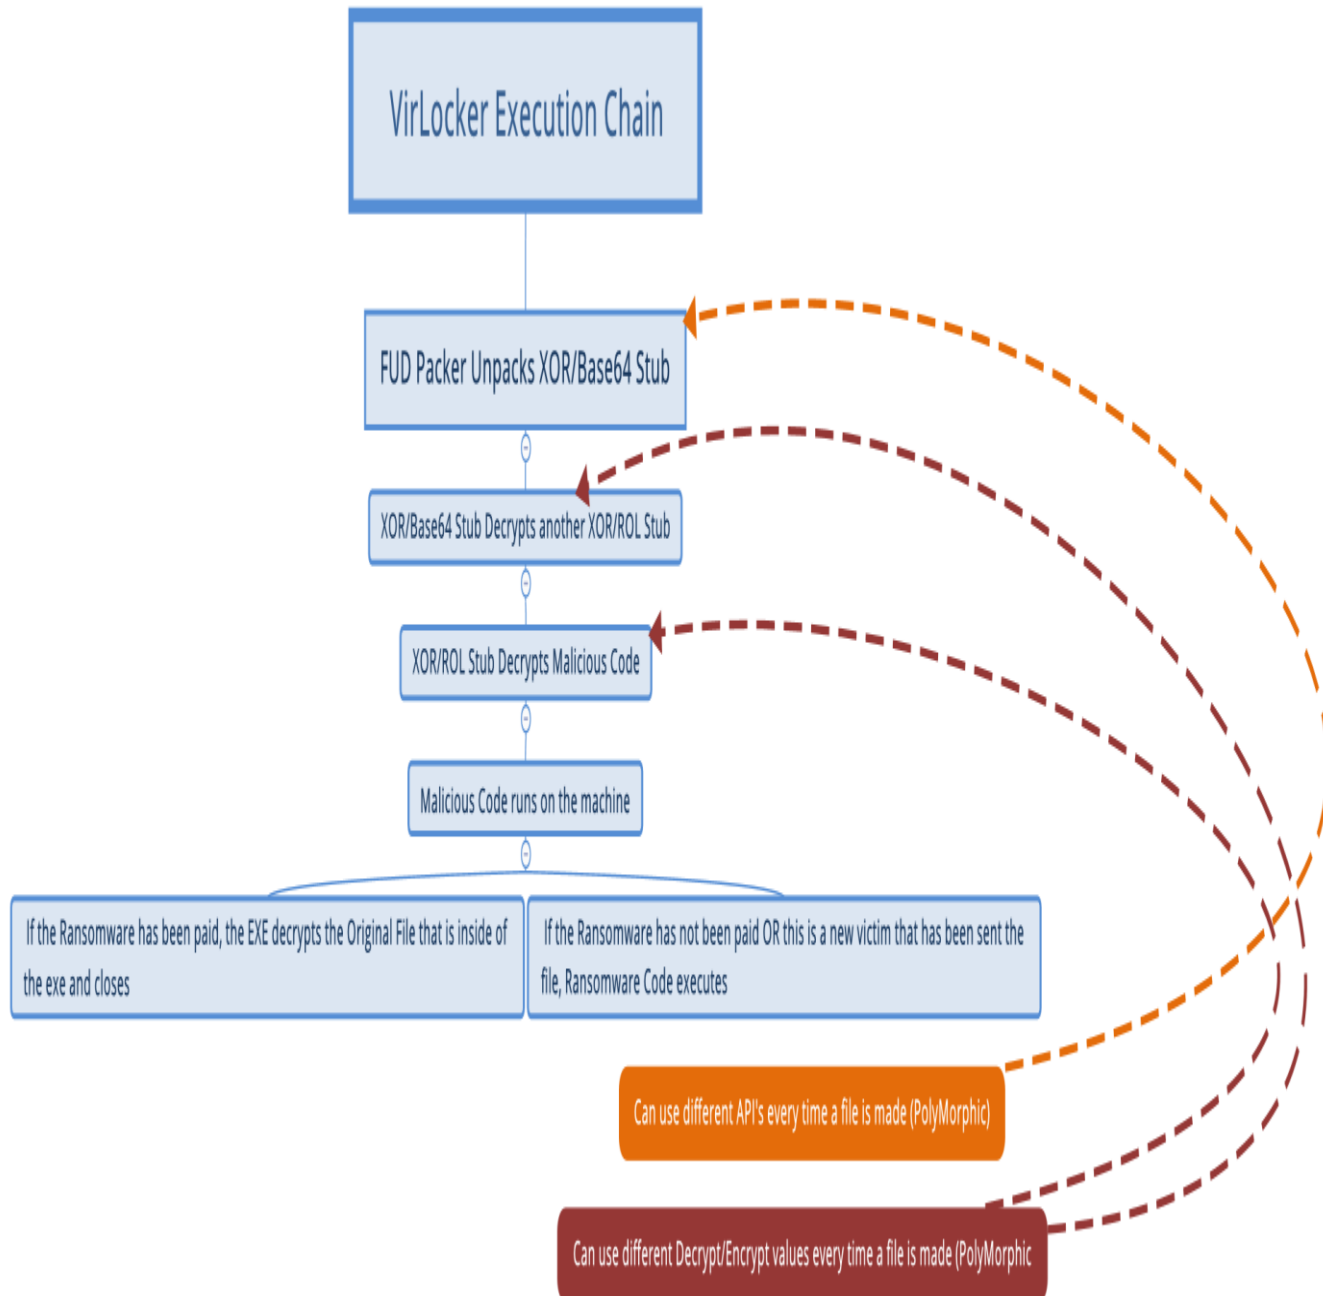 VirLocker Execution Chain
FUD Packer Unpacks XOR/Base64 Stub
XOR/Base64 Stub Decrypts another XOR/ROL Stub
XOR/ROL Stub Decrypts Malicious Code
Malicious Code runs on the machine
If the Ransomware has been paid, the EXE decrypts the Original File that is inside of
the exe and closes
If the Ransomware has not been paid OR this is a new victim that has been sent the
file, Ransomware Code executes
Can use different API's every time a file is made (PolyMorphic)
Can use different Decrypt/Encrypt values every time a file is made (PolyMorphic